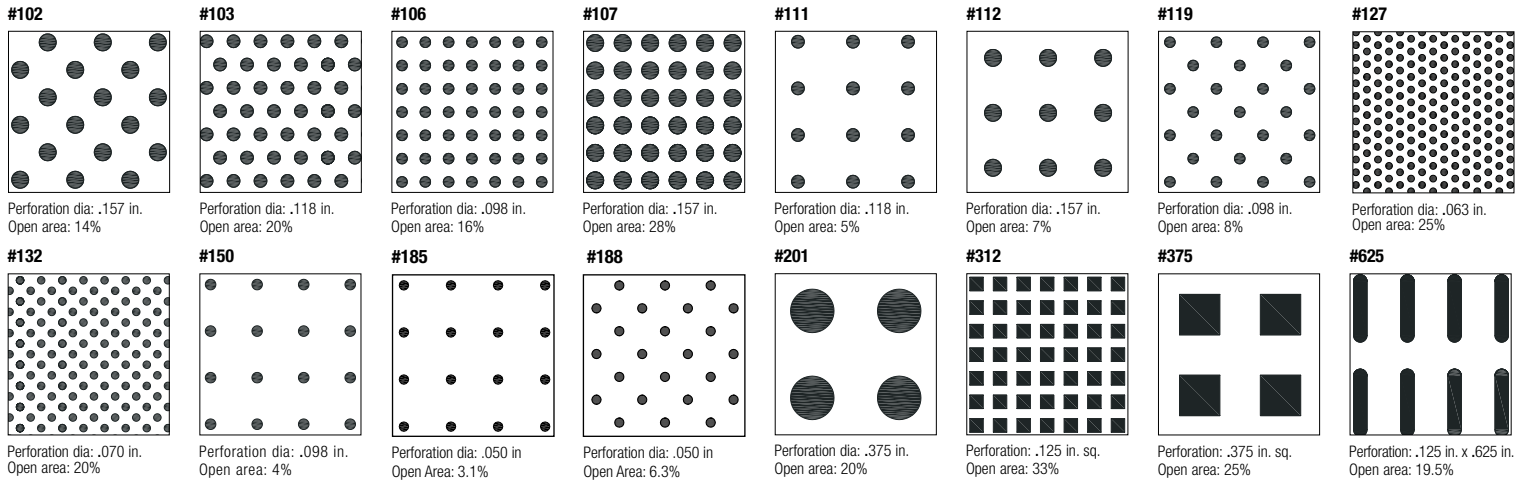 #102
Perforation dia: .157 in.
Open area: 14%
#103
Perforation dia: .118 in.
Open area: 20%
#106
Perforation dia: .098 in.
Open area: 16%
#107
Perforation dia: .157 in.
Open area: 28%
#111
Perforation dia: .118 in.
Open area: 5%
#112
Perforation dia: .157 in.
Open area: 7%
#119
Perforation dia: .098 in.
Open area: 8%
#127
Perforation dia: .063 in.
Open area: 25%
#132
Perforation dia: .070 in.
Open area: 20%
#150
Perforation dia: .098 in.
Open area: 4%
#185
Perforation dia: .050 in
Open Area: 3.1%
#188
Perforation dia: .050 in
Open Area: 6.3%
#201
Perforation dia: .375 in.
Open area: 20%
#312
Perforation: .125 in. sq.
Open area: 33%
#375
Perforation: .375 in. sq.
Open area: 25%
#625
Perforation: .125 in. x .625 in.
Open area: 19.5%